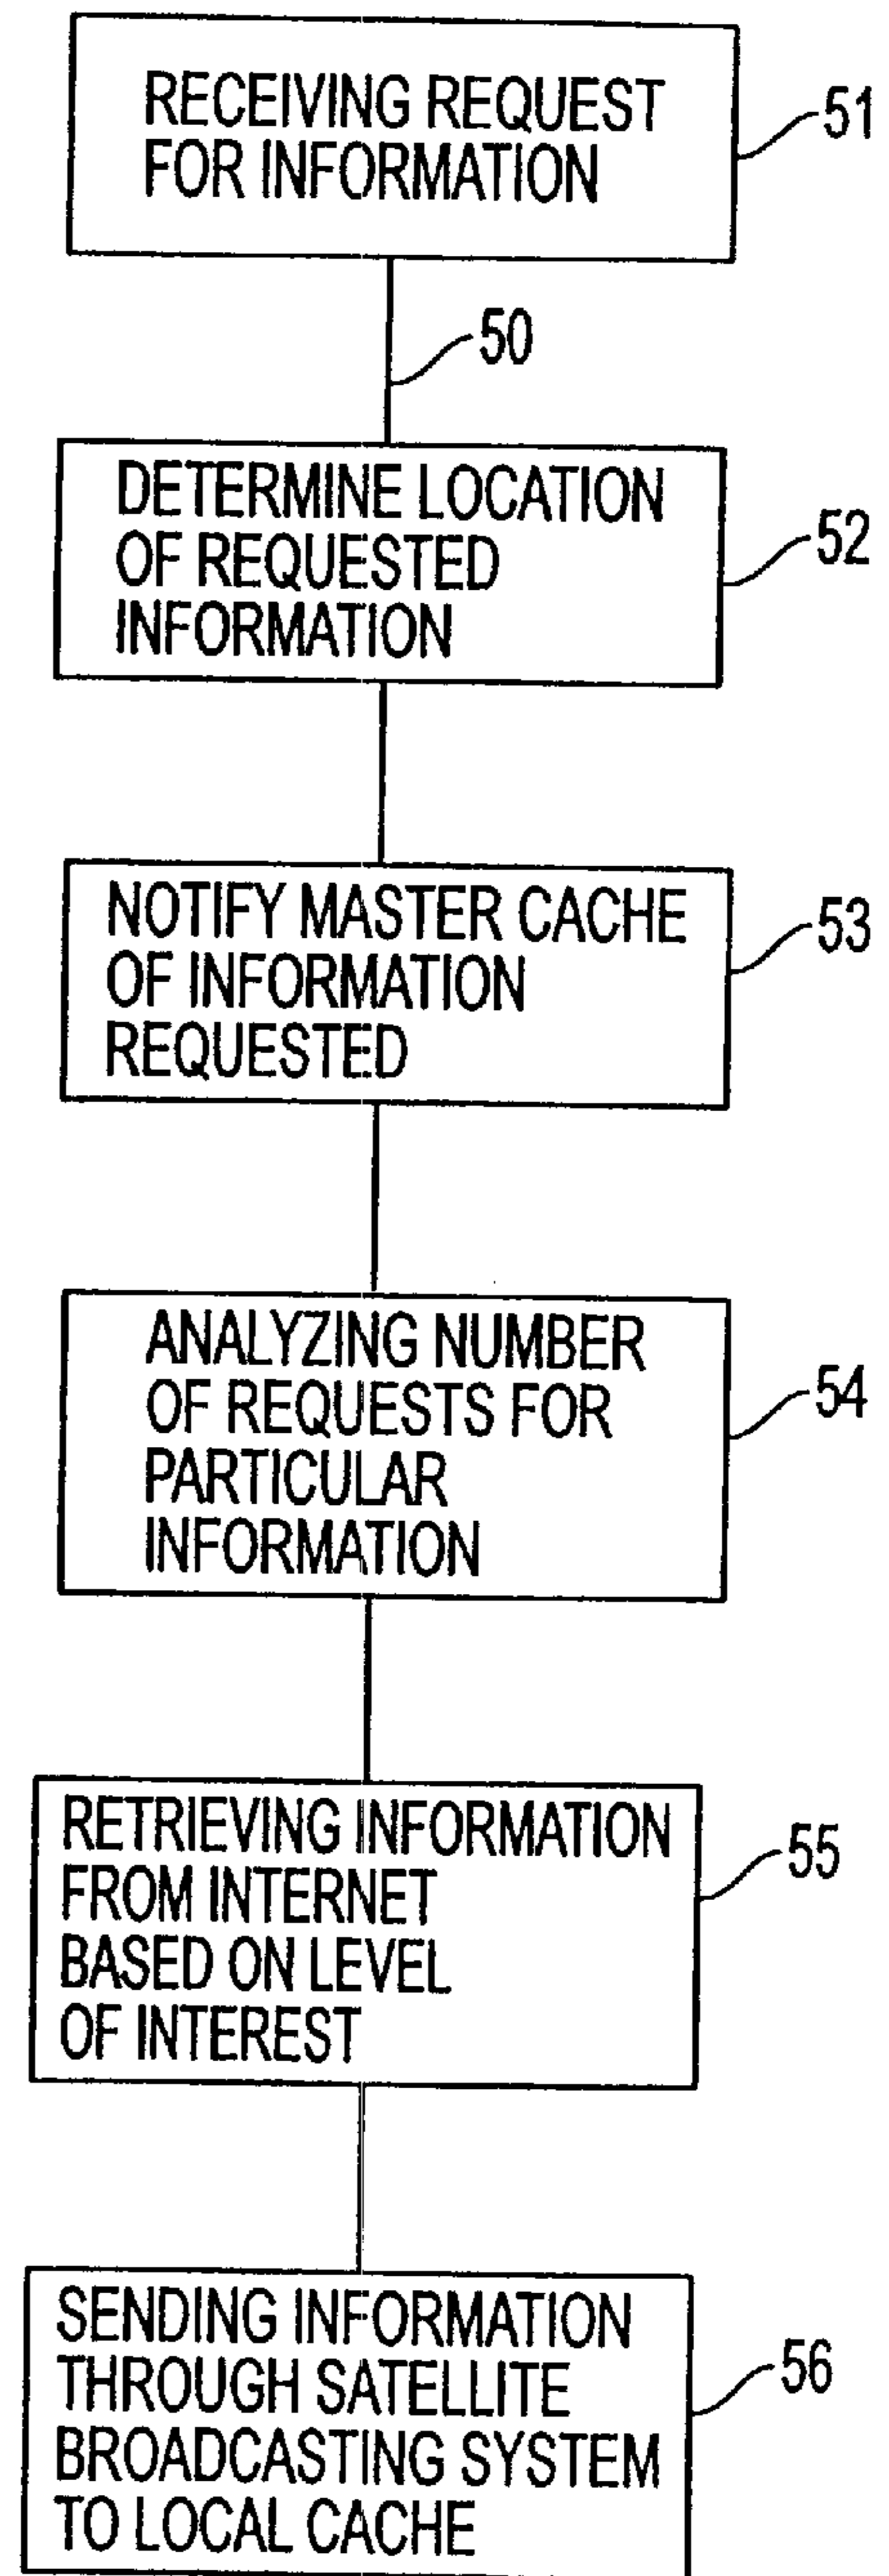 RECEIVING REQUEST
FOR INFORMATION
51
50
DETERMINE LOCATION
OF REQUESTED
INFORMATION
52
NOTIFY MASTER CACHE
OF INFORMATION
REQUESTED
53
ANALYZING NUMBER
OF REQUESTS FOR
PARTICULAR
INFORMATION
54
RETRIEVING INFORMATION
FROM INTERNET
BASED ON LEVEL
OF INTEREST
55
SENDING INFORMATION
THROUGH SATELLITE
BROADCASTING SYSTEM
TO LOCAL CACHE
56